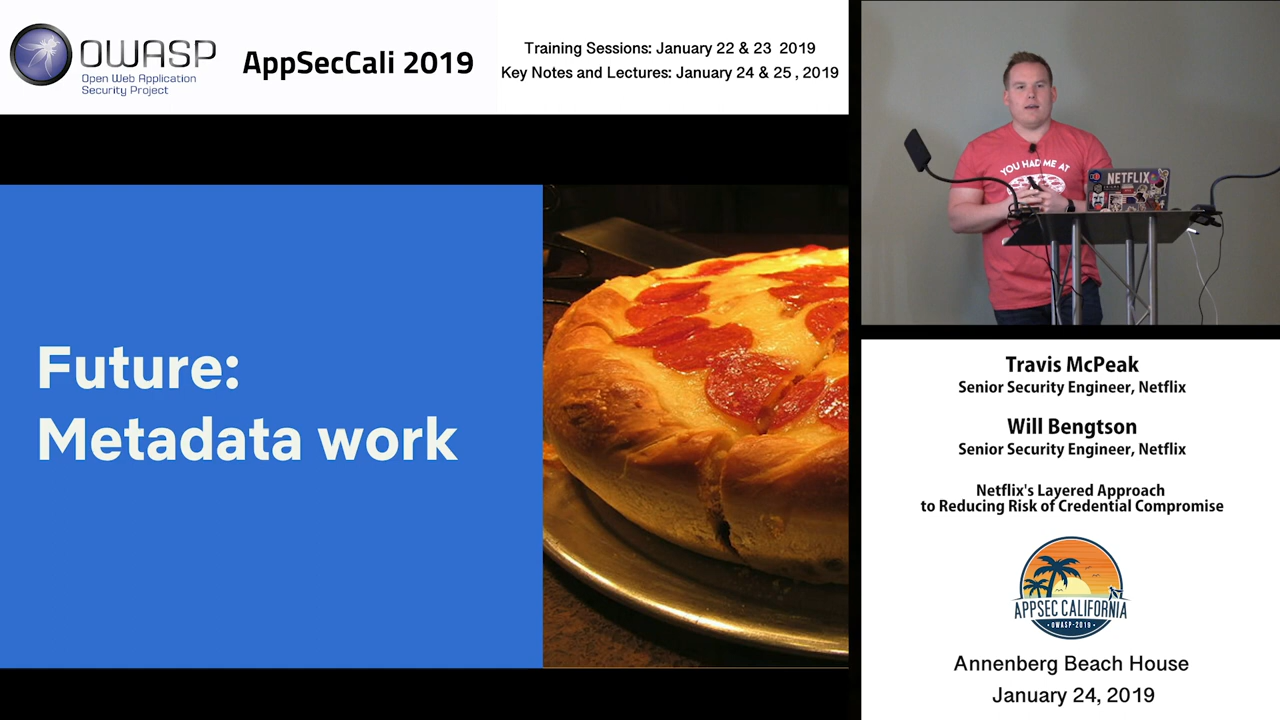 OWASP
Open Web Application
Security Project
AppSecCali 2019
Training Sessions: January 22 & 23 2019
Key Notes and Lectures: January 24 & 25 , 2019
Future:
Metadata work
YOU HAD ME AT
NETFLIX
Travis McPeak
Senior Security Engineer, Netflix
Will Bengtson
Senior Security Engineer, Netflix
Netflix's Layered Approach
to Reducing Risk of Credential Compromise
APPSEC CALIFORNIA
OWASP-2019
Annenberg Beach House
January 24, 2019